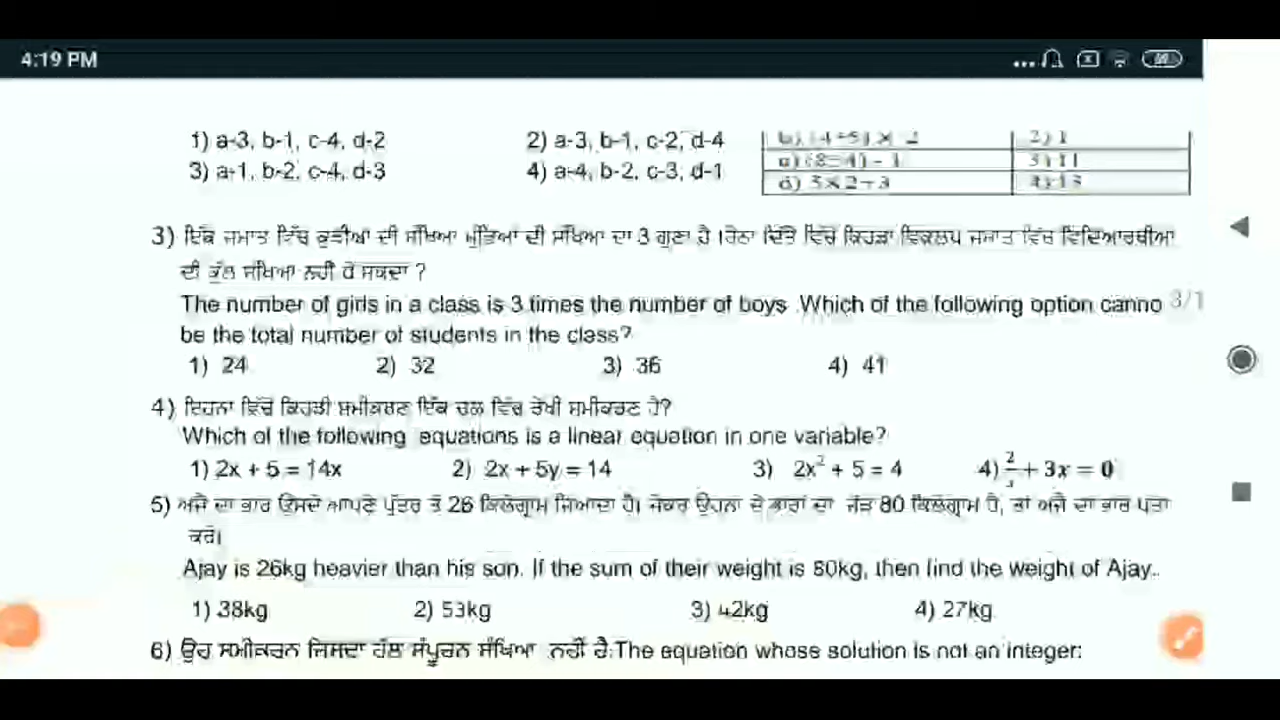 4:19 PM
1) a-3, b-1, c-4, d-2 2) a-3, b-1, c-2, d-4
3) a-1, b-2, c-4, d-3 4) a-4, b-2, c-3, d-1
d) 5 × 2 + 3 4) 13
3) ਇੱਕ ਜਮਾਤ ਵਿੱਚ ਕੁੜੀਆਂ ਦੀ ਸੰਖਿਆ ਮੁੰਡਿਆਂ ਦੀ ਸੰਖਿਆ ਦਾ 3 ਗੁਣਾ ਹੈ। ਦਿੱਤੇ ਵਿੱਚੋਂ ਕਿਹੜਾ ਵਿਕਲਪ ਜਮਾਤ ਵਿੱਚ ਵਿਦਿਆਰਥੀਆਂ
ਦੀ ਕੁੱਲ ਸੰਖਿਆ ਨਹੀਂ ਹੋ ਸਕਦਾ ?
The number of girls in a class is 3 times the number of boys .Which of the following option canno 3/1
be the total number of students in the class?
1) 24 2) 32 3) 36 4) 41
4) ਇਹਨਾਂ ਵਿੱਚੋਂ ਕਿਹੜੀ ਸਮੀਕਰਣ ਇੱਕ ਚਲ ਵਿੱਚ ਰੇਖੀ ਸਮੀਕਰਣ ਹੈ?
Which of the following equations is a linear equation in one variable?
1) 2x + 5 = 14x 2) 2x + 5y = 14 3) 2x² + 5 = 4 4) + 3x = 0
5) ਅਜੈ ਦਾ ਭਾਰ ਉਸਦੇ ਆਪਣੇ ਪੁੱਤਰ ਤੋਂ 26 ਕਿਲੋਗ੍ਰਾਮ ਜਿਆਦਾ ਹੈ। ਜੇਕਰ ਉਹਨਾਂ ਦੇ ਭਾਰਾਂ ਦਾ ਜੋੜ 80 ਕਿਲੋਗ੍ਰਾਮ ਹੈ, ਤਾਂ ਅਜੈ ਦਾ ਭਾਰ ਪਤਾ
ਕਰੋ।
Ajay is 26kg heavier than his son. If the sum of their weight is 80kg, then find the weight of Ajay..
1) 38kg 2) 53kg 3) 42kg 4) 27kg
6) ਉਹ ਸਮੀਕਰਨ ਜਿਸਦਾ ਹੱਲ ਸੰਪੂਰਨ ਸੰਖਿਆ ਨਹੀਂ ਹੈ:The equation whose solution is not an integer: